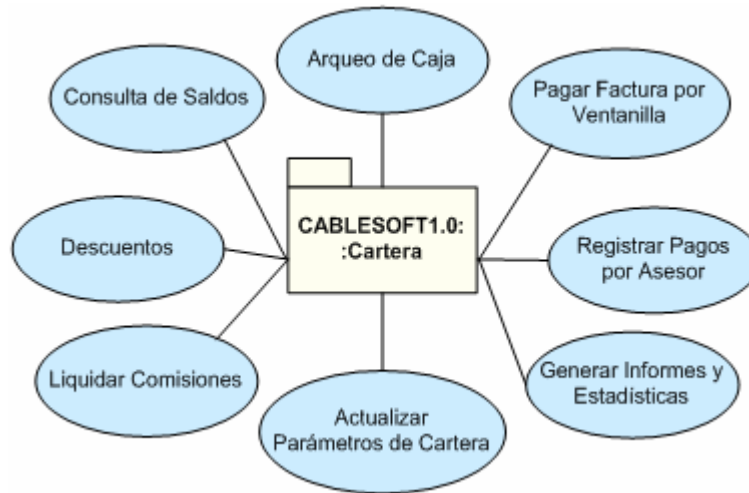 Arqueo de Caja
Consulta de Saldos
Pagar Factura por
Ventanilla
CABLESOFT1.0:
:Cartera
Descuentos
Registrar Pagos
por Asesor
Liquidar Comisiones
Generar Informes y
Estadísticas
Actualizar
Parámetros de Cartera